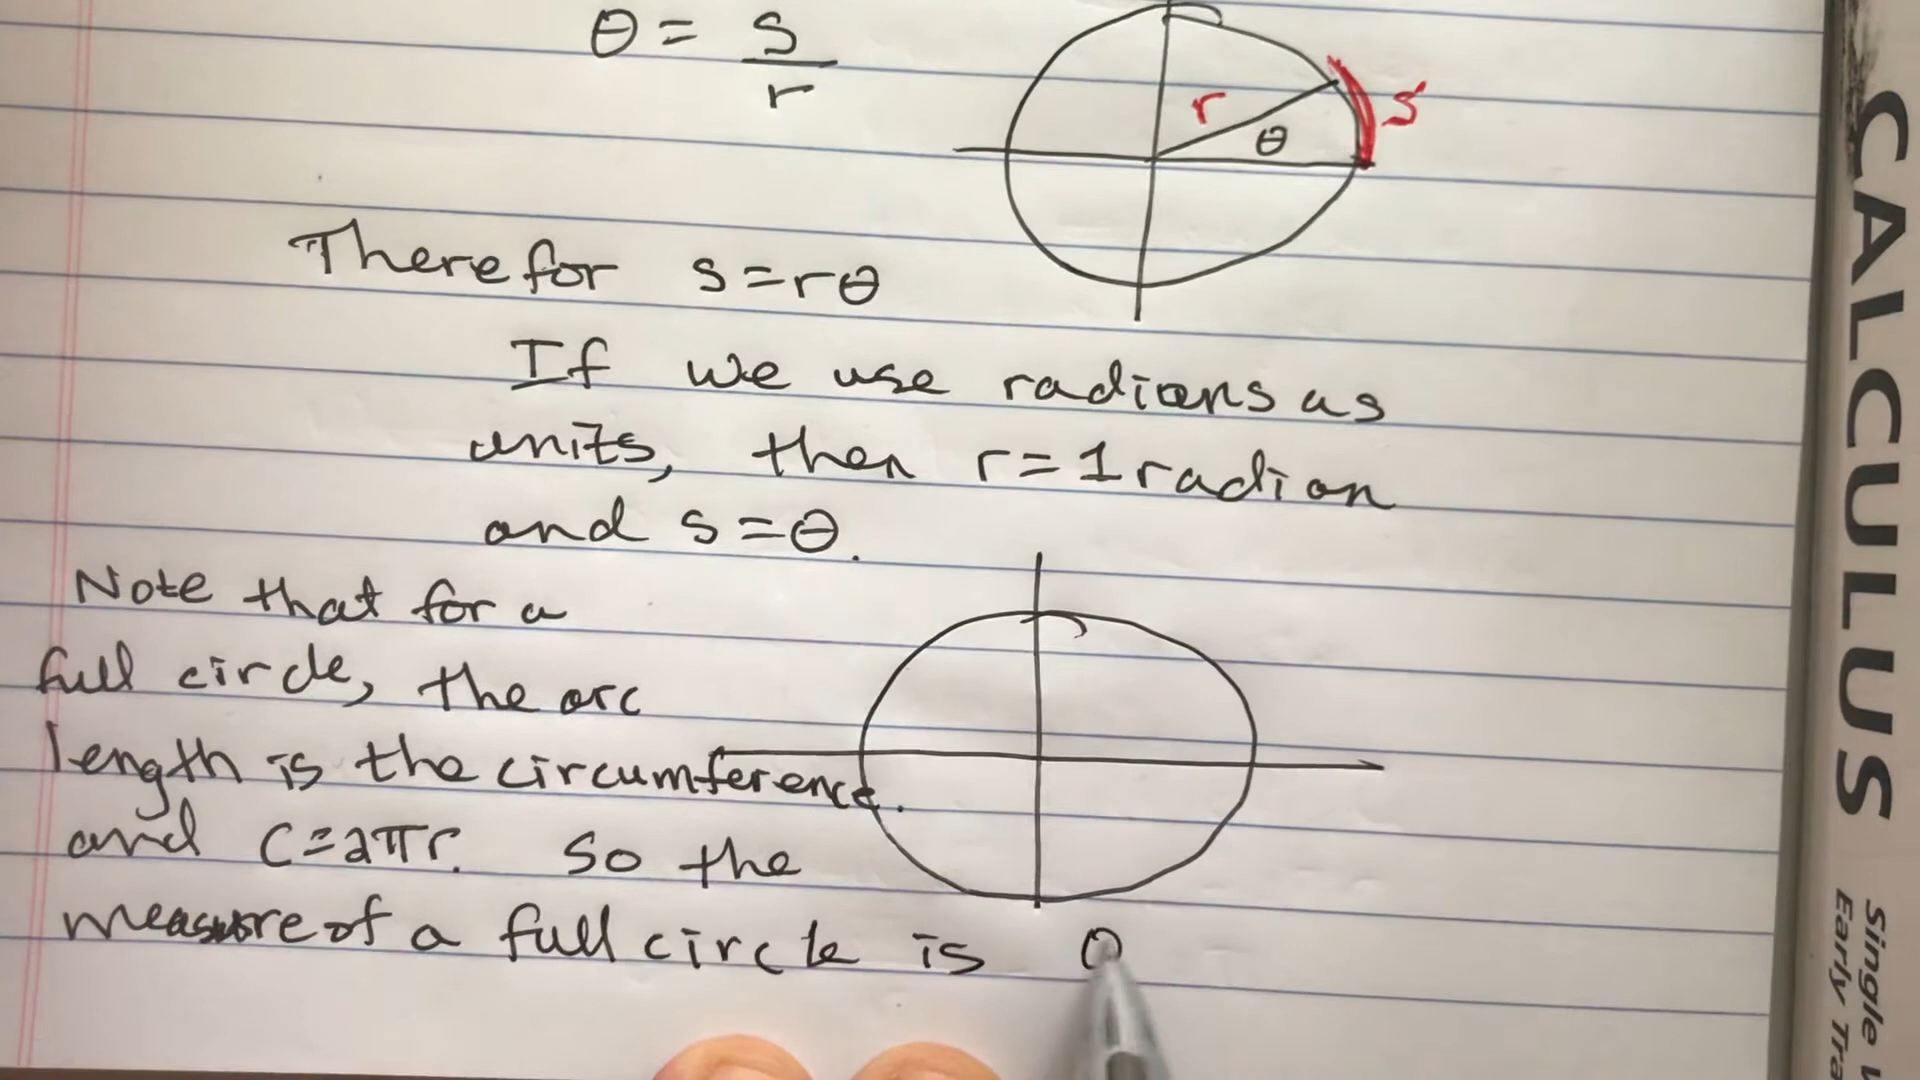 θ = s/r
r
θ
s
Therefor s=rθ
If we use radians as
units, then r=1 radian
and s=θ.
Note that for a
full circle, the arc
length is the circumference.
and C=2πr. So the
measure of a full circle is θ
CALCULUS
Single
Early